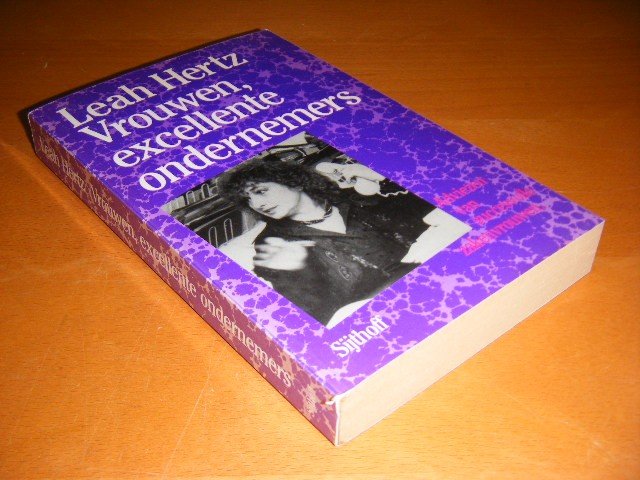 Leah Hertz
Vrouwen,
excellente
ondernemers
Sijthoff
Leah Hertz Vrouwen, excellente ondernemers